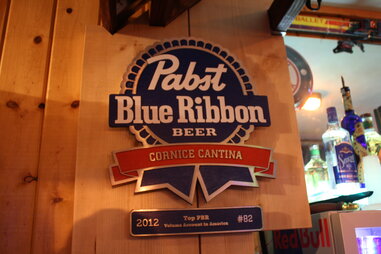 Pabst
Blue Ribbon
BEER
CORNICE CANTINA
2012 Top PBR #82
Volume Account in America
Red Bull